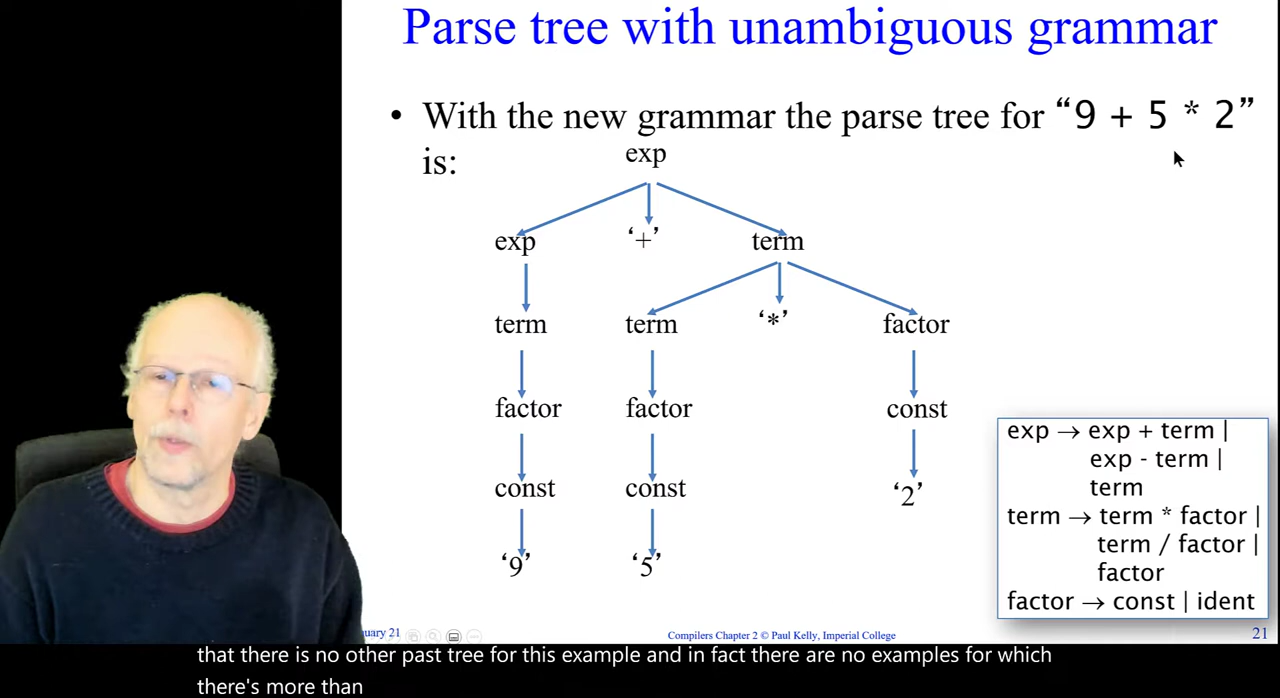 Parse tree with unambiguous grammar
• With the new grammar the parse tree for “9 + 5 * 2”
is:
exp
exp ‘+’ term
term term ‘*’ factor
factor factor const
const const ‘2’
‘9’ ‘5’
exp → exp + term |
exp - term |
term
term → term * factor |
term / factor |
factor
factor → const | ident
uary 21
Compilers Chapter 2 © Paul Kelly, Imperial College
21
that there is no other past tree for this example and in fact there are no examples for which
there's more than